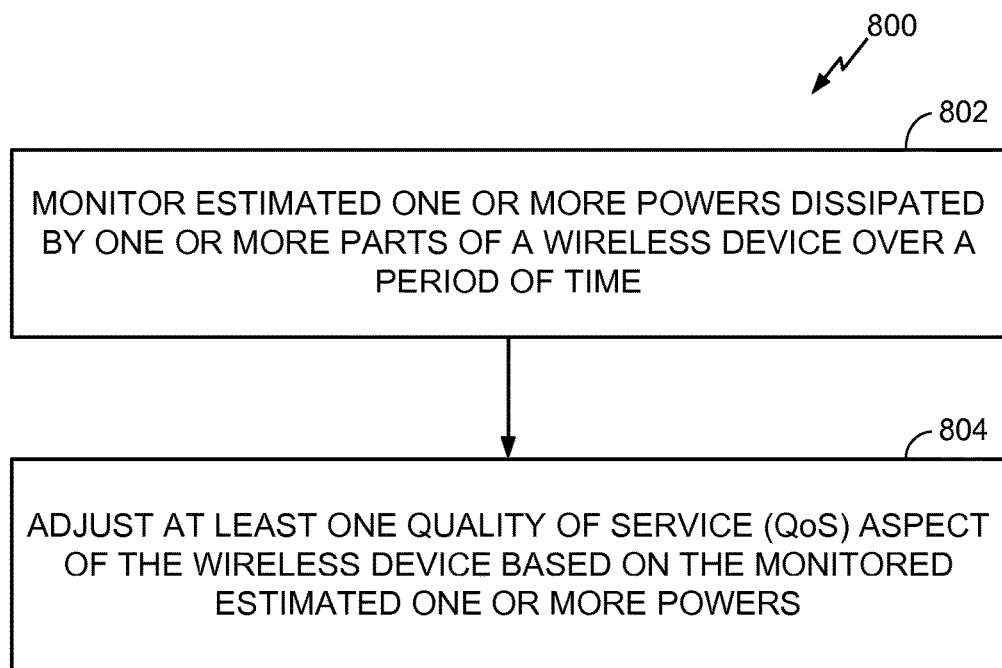 800
802
MONITOR ESTIMATED ONE OR MORE POWERS DISSIPATED
BY ONE OR MORE PARTS OF A WIRELESS DEVICE OVER A
PERIOD OF TIME
804
ADJUST AT LEAST ONE QUALITY OF SERVICE (QoS) ASPECT
OF THE WIRELESS DEVICE BASED ON THE MONITORED
ESTIMATED ONE OR MORE POWERS